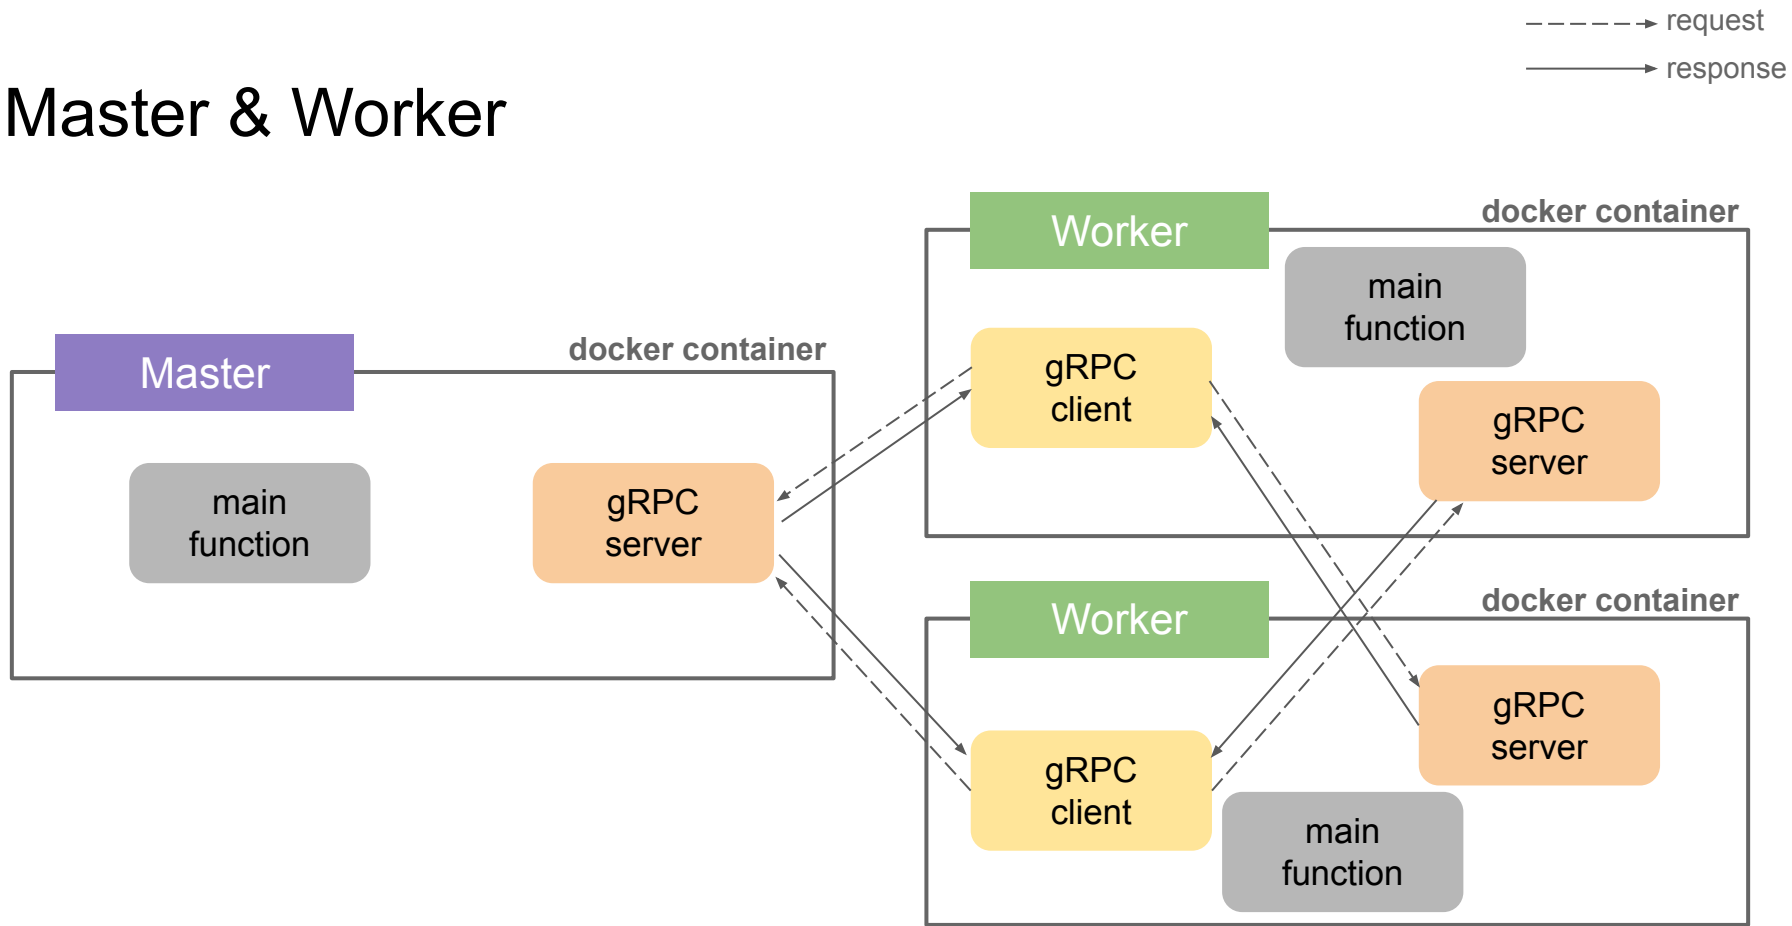 request
response
Master & Worker
Master
docker container
main
function
gRPC
server
Worker
docker container
main
function
gRPC
client
gRPC
server
Worker
docker container
gRPC
server
gRPC
client
main
function